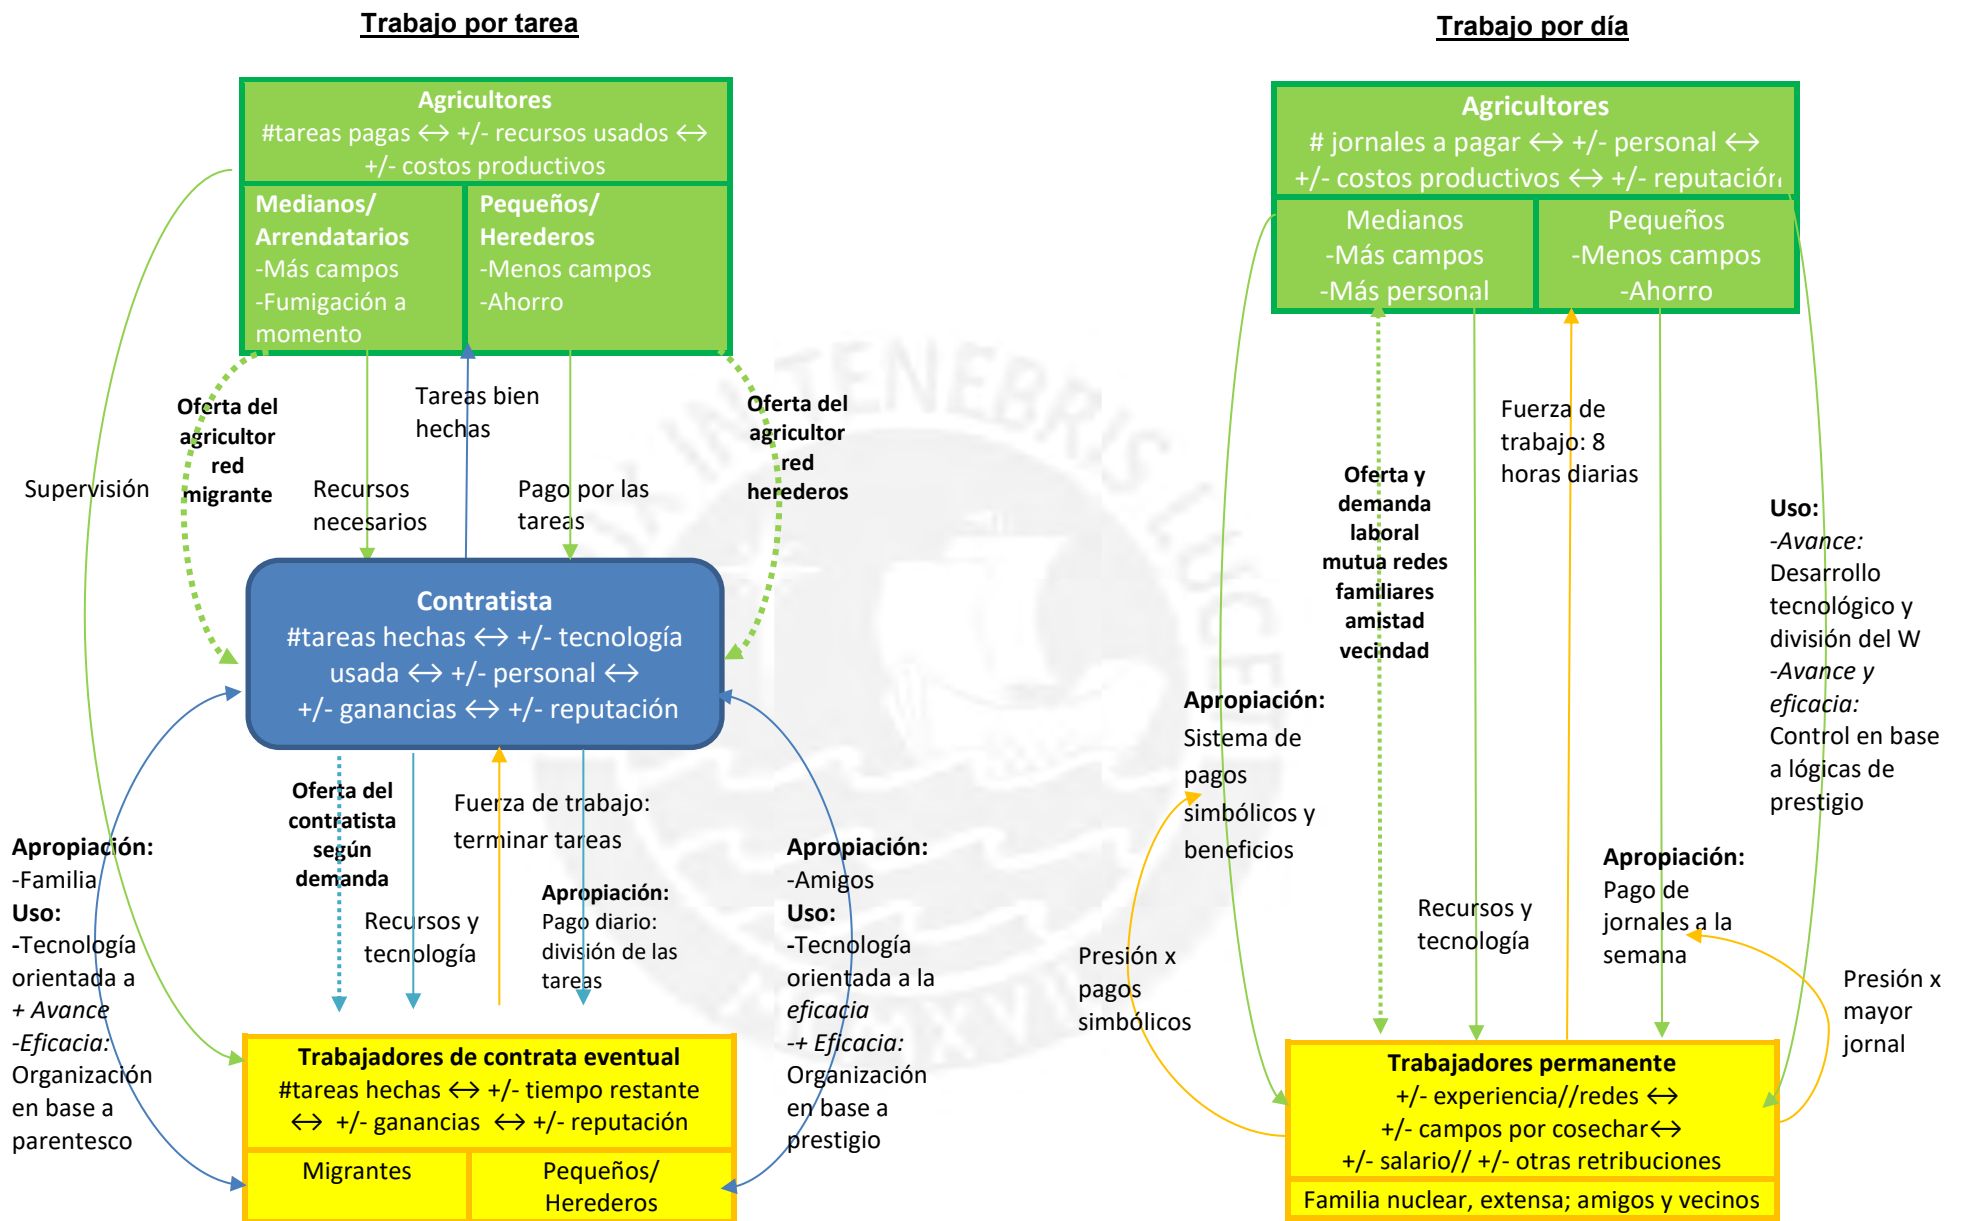 Trabajo por tarea
Agricultores
#tareas pagas ↔ +/- recursos usados ↔
+/- costos productivos
Medianos/
Arrendatarios
-Más campos
-Fumigación a
momento
Pequeños/
Herederos
-Menos campos
-Ahorro
Oferta del
agricultor
red
migrante
Tareas bien
hechas
Oferta del
agricultor
red
herederos
Supervisión
Recursos
necesarios
Pago por las
tareas
Contratista
#tareas hechas ↔ +/- tecnología
usada ↔ +/- personal ↔
+/- ganancias ↔ +/- reputación
Oferta del
contratista
según
demanda
Fuerza de trabajo:
terminar tareas
Recursos y
tecnología
Apropiación:
Pago diario:
división de las
tareas
Apropiación:
-Familia
Uso:
-Tecnología
orientada a
+ Avance
-Eficacia:
Organización
en base a
parentesco
Apropiación:
-Amigos
Uso:
-Tecnología
orientada a la
eficacia
-+ Eficacia:
Organización
en base a
prestigio
Trabajadores de contrata eventual
#tareas hechas ↔ +/- tiempo restante
↔ +/- ganancias ↔ +/- reputación
Migrantes
Pequeños/
Herederos
Trabajo por día
Agricultores
# jornales a pagar ↔ +/- personal ↔
+/- costos productivos ↔ +/- reputación
Medianos
-Más campos
-Más personal
Pequeños
-Menos campos
-Ahorro
Fuerza de
trabajo: 8
horas diarias
Oferta y
demanda
laboral
mutua redes
familiares
amistad
vecindad
Uso:
-Avance:
Desarrollo
tecnológico y
división del W
-Avance y
eficacia:
Control en base
a lógicas de
prestigio
Apropiación:
Sistema de
pagos
simbólicos y
beneficios
Recursos y
tecnología
Apropiación:
Pago de
jornales a la
semana
Presión x
pagos
simbólicos
Presión x
mayor
jornal
Trabajadores permanente
+/- experiencia//redes ↔
+/- campos por cosechar↔
+/- salario// +/- otras retribuciones
Familia nuclear, extensa; amigos y vecinos